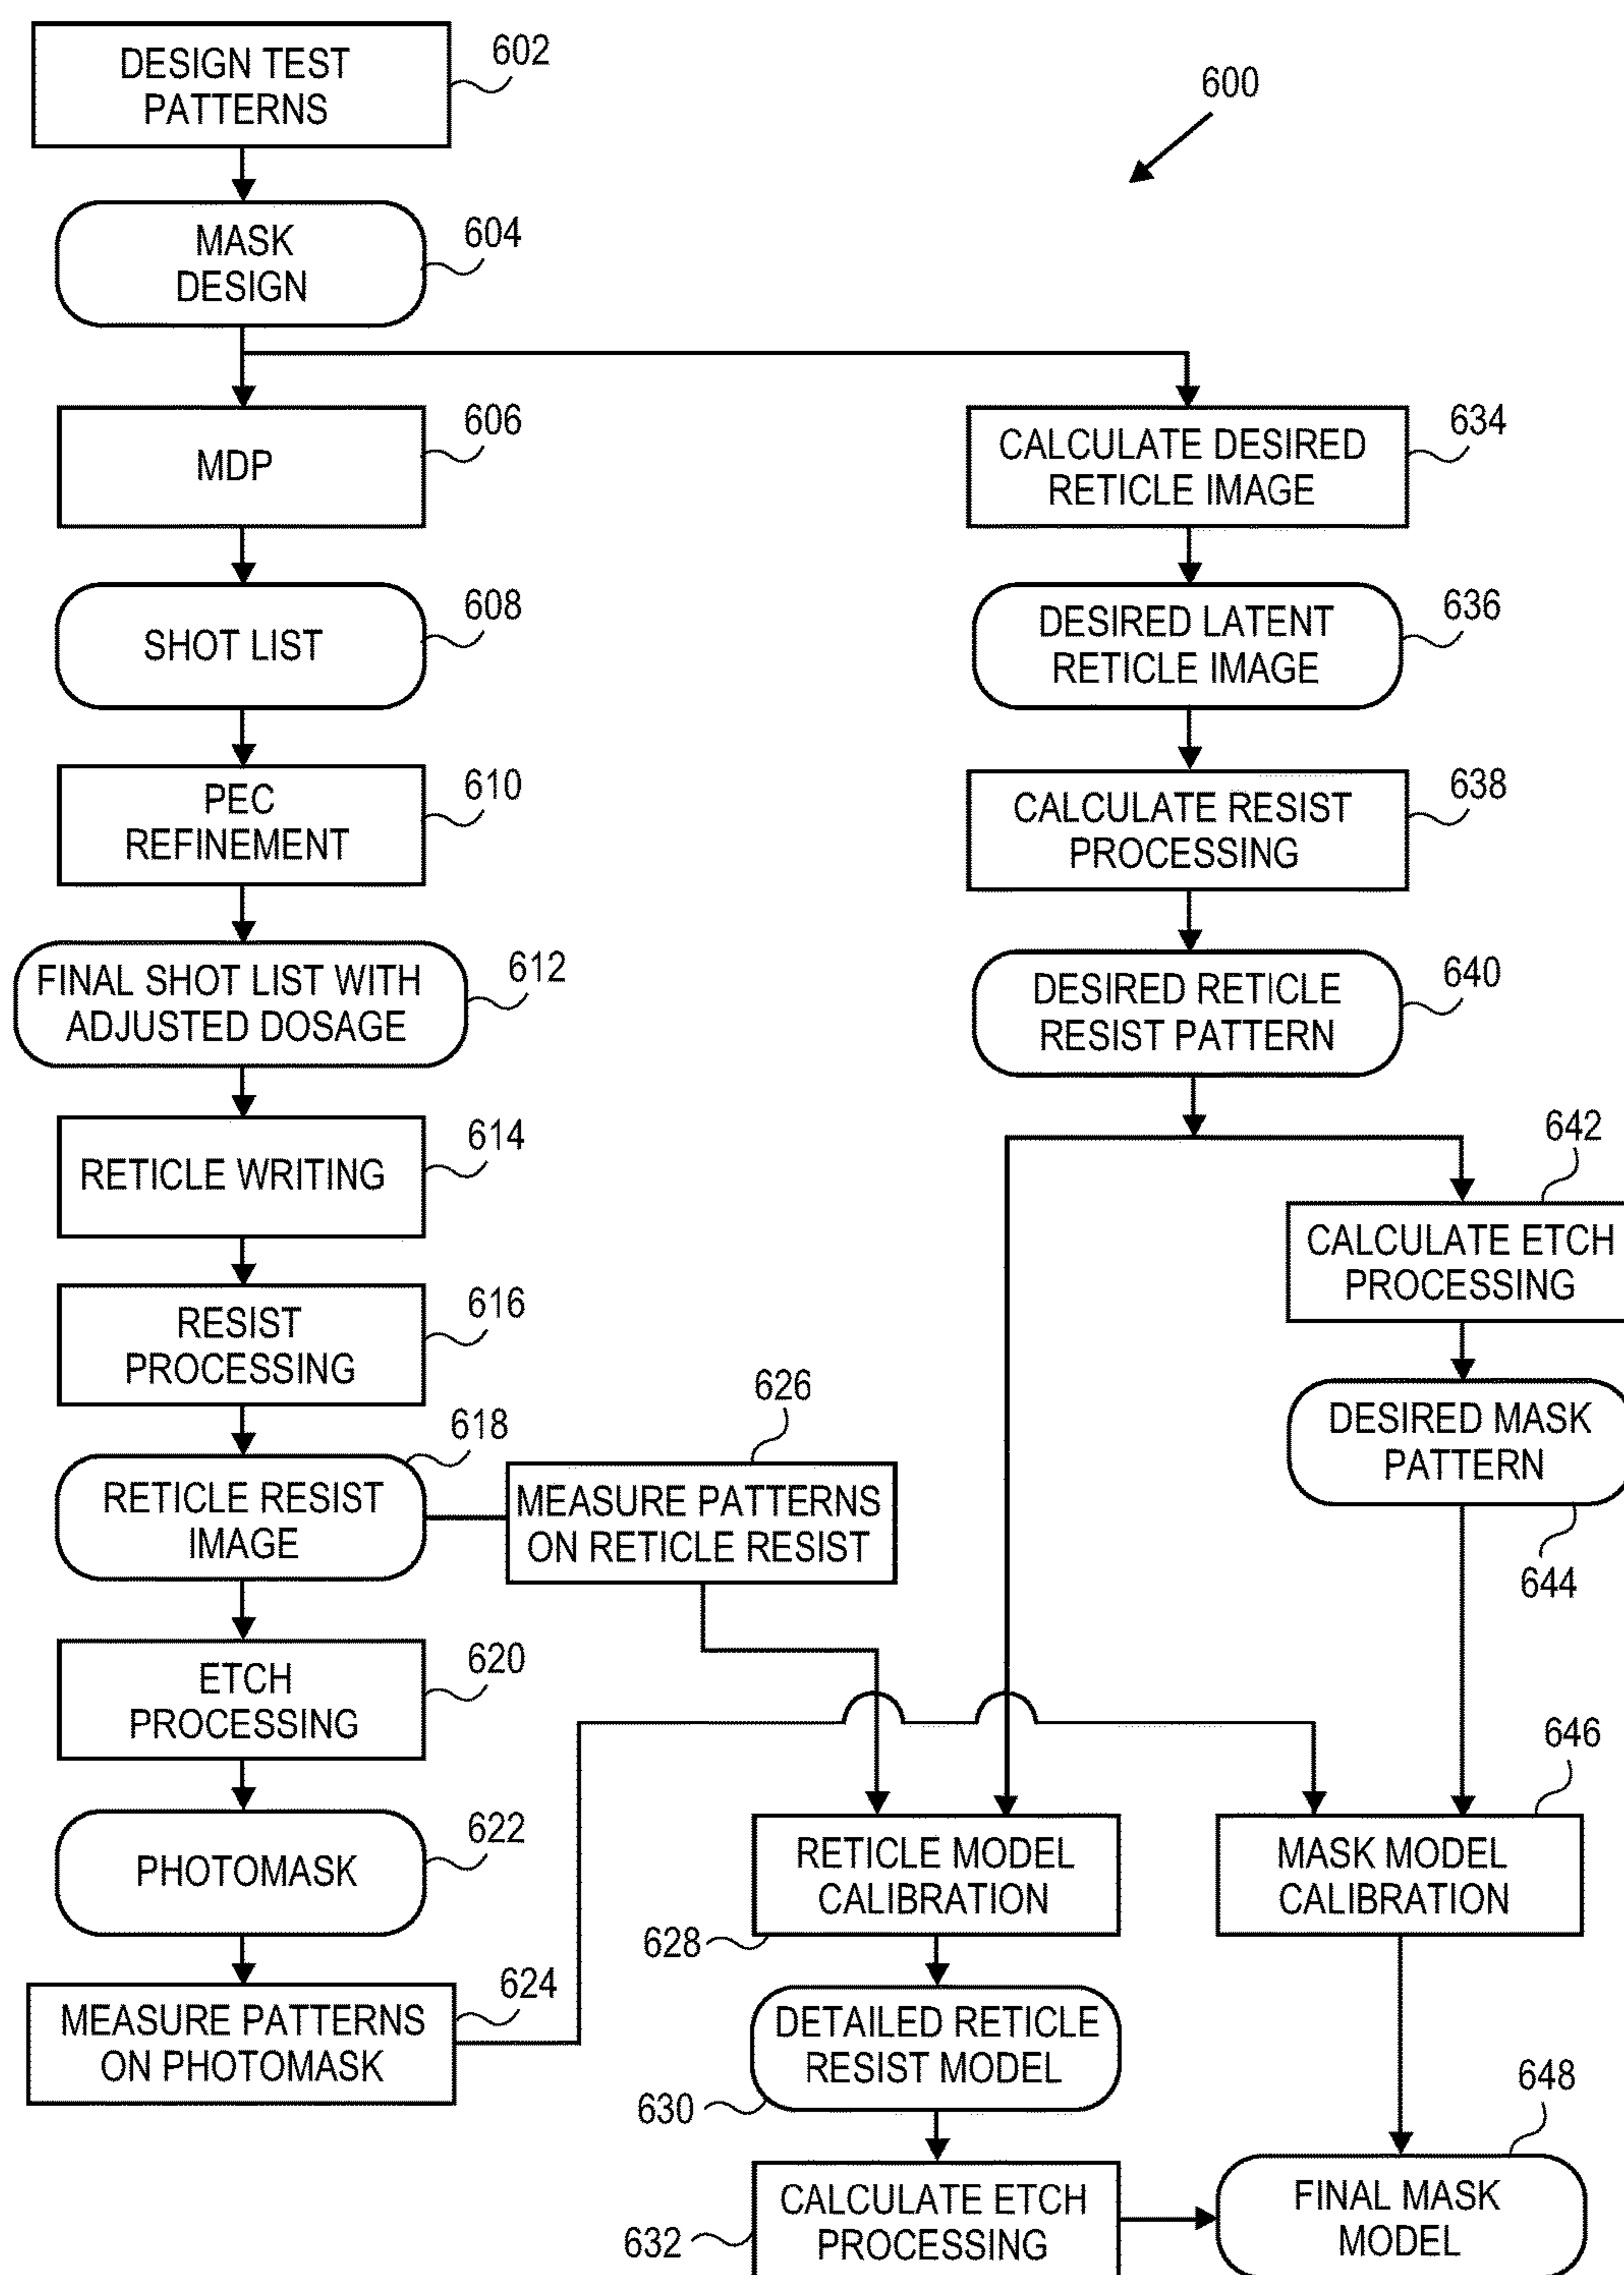 DESIGN TEST
PATTERNS
602
600
MASK
DESIGN
604
MDP
606
CALCULATE DESIRED
RETICLE IMAGE
634
SHOT LIST
608
DESIRED LATENT
RETICLE IMAGE
636
PEC
REFINEMENT
610
CALCULATE RESIST
PROCESSING
638
FINAL SHOT LIST WITH
ADJUSTED DOSAGE
612
DESIRED RETICLE
RESIST PATTERN
640
RETICLE WRITING
614
642
CALCULATE ETCH
PROCESSING
RESIST
PROCESSING
616
626
618
DESIRED MASK
PATTERN
644
RETICLE RESIST
IMAGE
MEASURE PATTERNS
ON RETICLE RESIST
ETCH
PROCESSING
620
646
PHOTOMASK
622
RETICLE MODEL
CALIBRATION
628
MASK MODEL
CALIBRATION
MEASURE PATTERNS
ON PHOTOMASK
624
DETAILED RETICLE
RESIST MODEL
630
648
CALCULATE ETCH
PROCESSING
632
FINAL MASK
MODEL